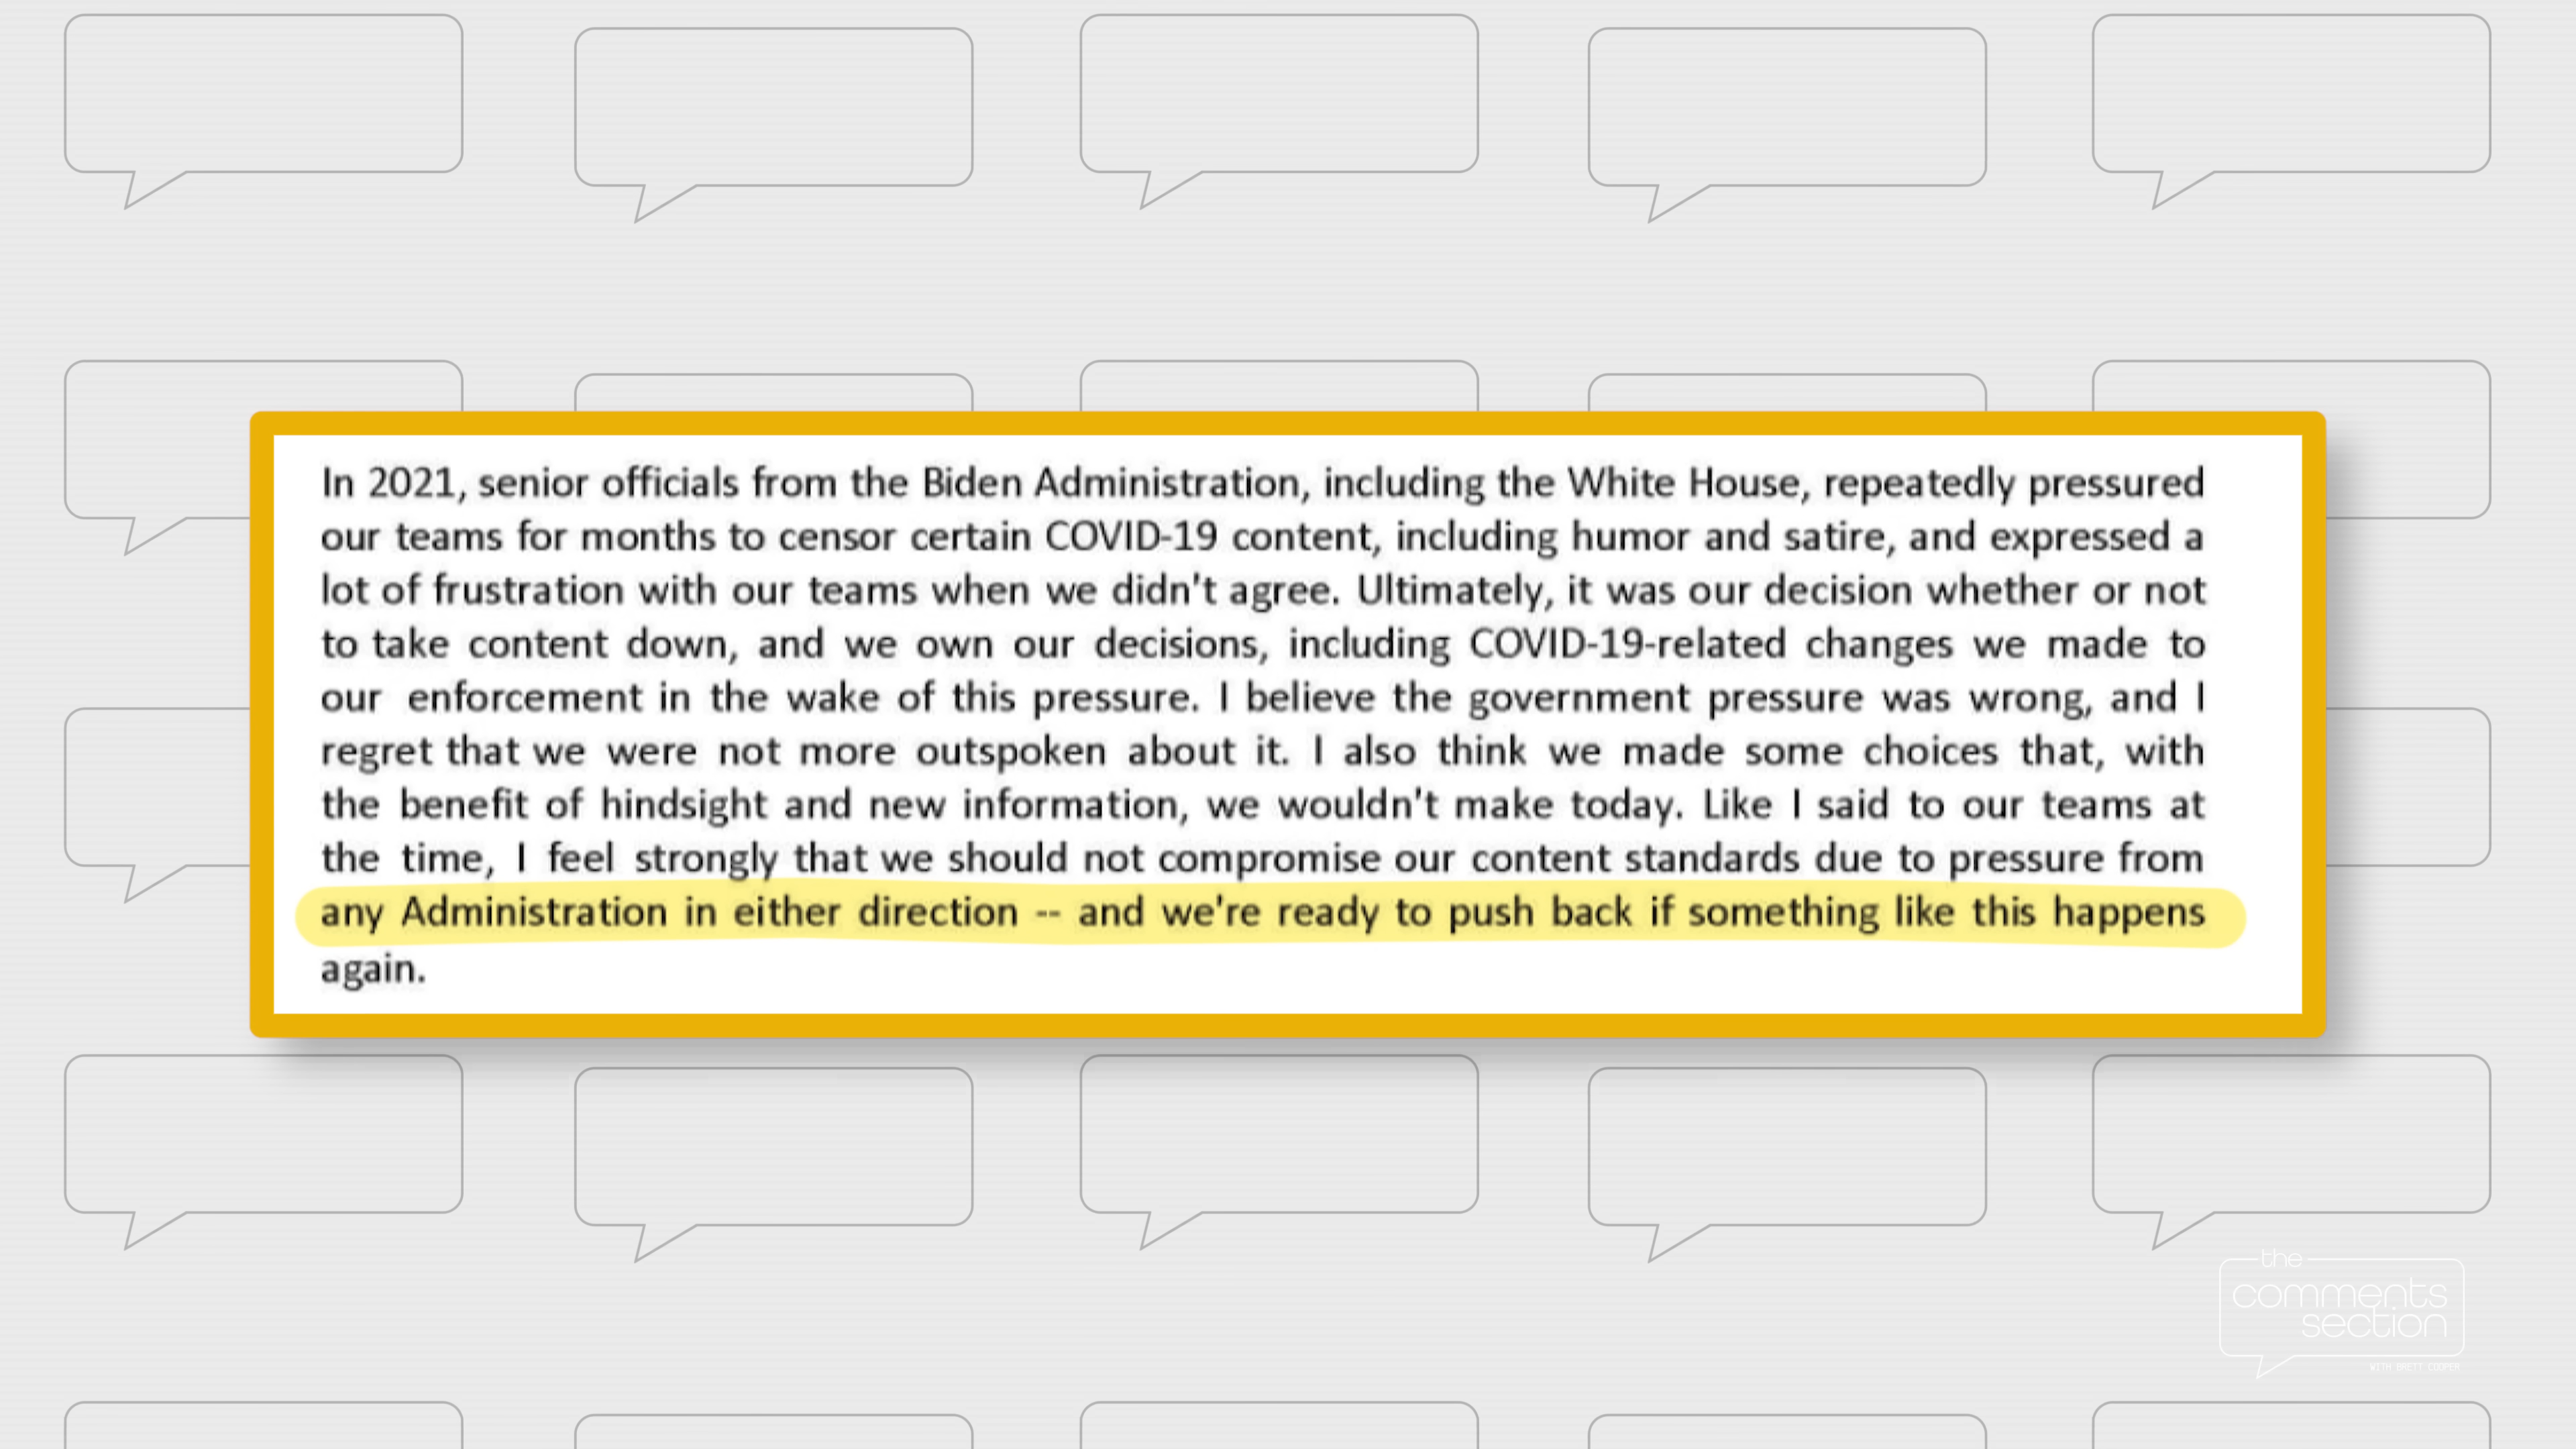 In 2021, senior officials from the Biden Administration, including the White House, repeatedly pressured
our teams for months to censor certain COVID-19 content, including humor and satire, and expressed a
lot of frustration with our teams when we didn't agree. Ultimately, it was our decision whether or not
to take content down, and we own our decisions, including COVID-19-related changes we made to
our enforcement in the wake of this pressure. I believe the government pressure was wrong, and I
regret that we were not more outspoken about it. I also think we made some choices that, with
the benefit of hindsight and new information, we wouldn't make today. Like I said to our teams at
the time, I feel strongly that we should not compromise our content standards due to pressure from
any Administration in either direction -- and we're ready to push back if something like this happens
again.
the
comments
section
WITH BRETT COOPER